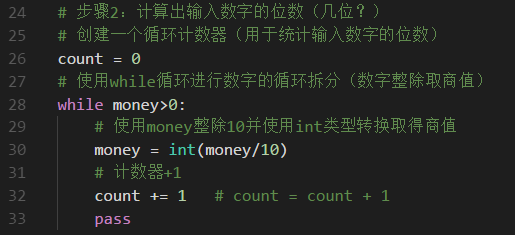 24 # 步骤2：计算出输入数字的位数（几位？）
25 # 创建一个循环计数器（用于统计输入数字的位数）
26 count = 0
27 # 使用while循环进行数字的循环拆分（数字整除取商值）
28 while money>0:
29     # 使用money整除10并使用int类型转换取得商值
30     money = int(money/10)
31     # 计数器+1
32     count += 1   # count = count + 1
33     pass